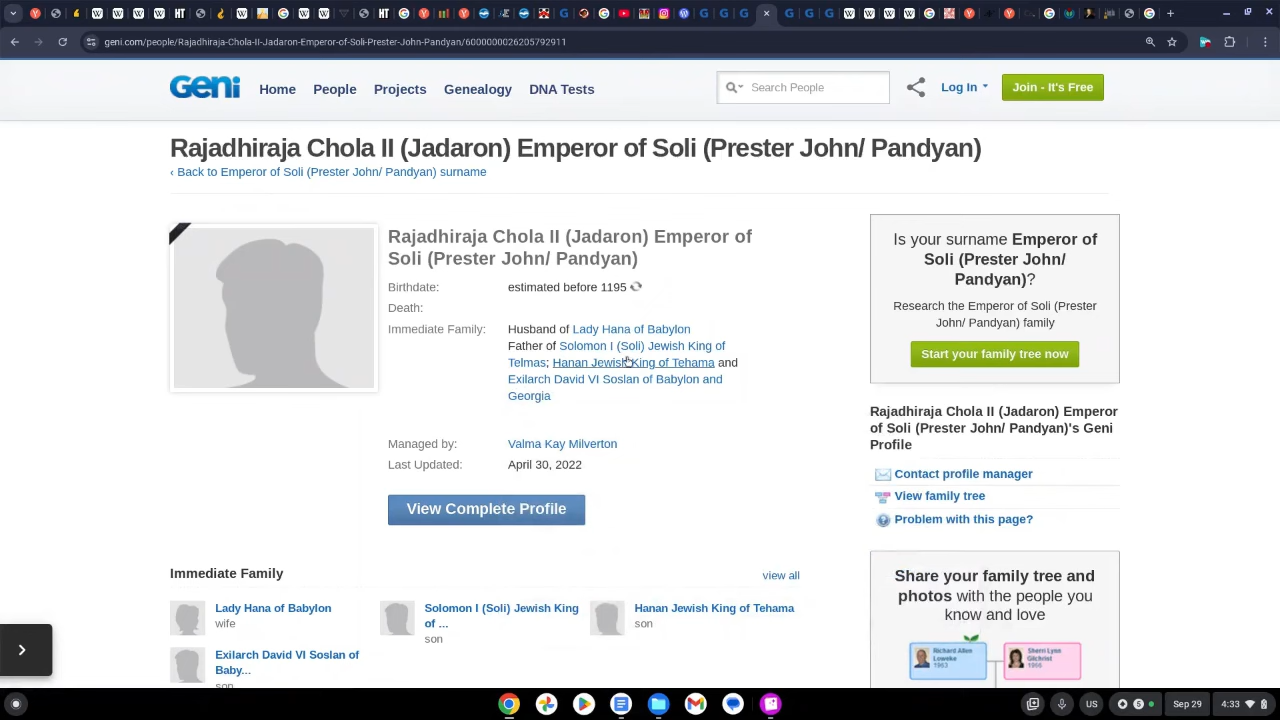 geni.com/people/Rajadhiraja-Chola-II-Jadaron-Emperor-of-Soli-Prester-John-Pandyan/6000000026205792911
Geni
Home People Projects Genealogy DNA Tests
Search People
Log In
Join - It's Free
Rajadhiraja Chola II (Jadaron) Emperor of Soli (Prester John/ Pandyan)
‹ Back to Emperor of Soli (Prester John/ Pandyan) surname
Rajadhiraja Chola II (Jadaron) Emperor of
Soli (Prester John/ Pandyan)
Birthdate: estimated before 1195
Death:
Immediate Family: Husband of Lady Hana of Babylon
Father of Solomon I (Soli) Jewish King of
Telmas; Hanan Jewish King of Tehama and
Exilarch David VI Soslan of Babylon and
Georgia
Managed by: Valma Kay Milverton
Last Updated: April 30, 2022
View Complete Profile
Immediate Family
view all
Lady Hana of Babylon
wife
Solomon I (Soli) Jewish King
of ...
son
Hanan Jewish King of Tehama
son
Exilarch David VI Soslan of
Baby...
son
Is your surname Emperor of
Soli (Prester John/
Pandyan)?
Research the Emperor of Soli (Prester
John/ Pandyan) family
Start your family tree now
Rajadhiraja Chola II (Jadaron) Emperor
of Soli (Prester John/ Pandyan)'s Geni
Profile
Contact profile manager
View family tree
Problem with this page?
Share your family tree and
photos with the people you
know and love
Richard Allen
Loweke
1963
Sherri Lynn
Gilchrist
1966
US
5
Sep 29
4:33